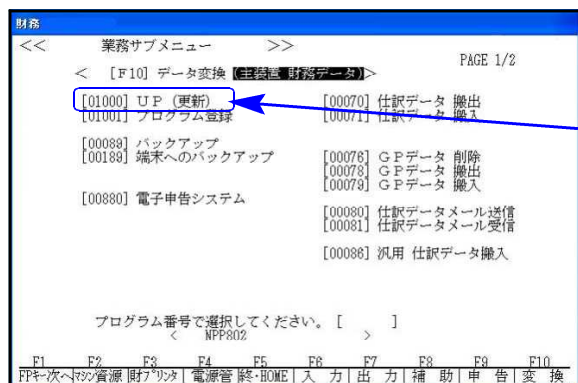 財務
<< 業務サブメニュー >>
PAGE 1/2
< [F10] データ変換 (主装置 財務データ)>
[01000] UP (更新)
[01001] プログラム登録
[00089] バックアップ
[00189] 端末へのバックアップ
[00880] 電子申告システム
[00070] 仕訳データ 搬出
[00071] 仕訳データ 搬入
[00076] GPデータ 削除
[00078] GPデータ 搬出
[00079] GPデータ 搬入
[00080] 仕訳データメール送信
[00081] 仕訳データメール受信
[00086] 汎用 仕訳データ搬入
プログラム番号で選択してください。 [ ]
< NPP802 >
F1 F2 F3 F4 F5 F6 F7 F8 F9 F10
FPキー次へ マシン資源 財プリンタ 電源管 終・HOME 入 力 出 力 補 助 申 告 変 換